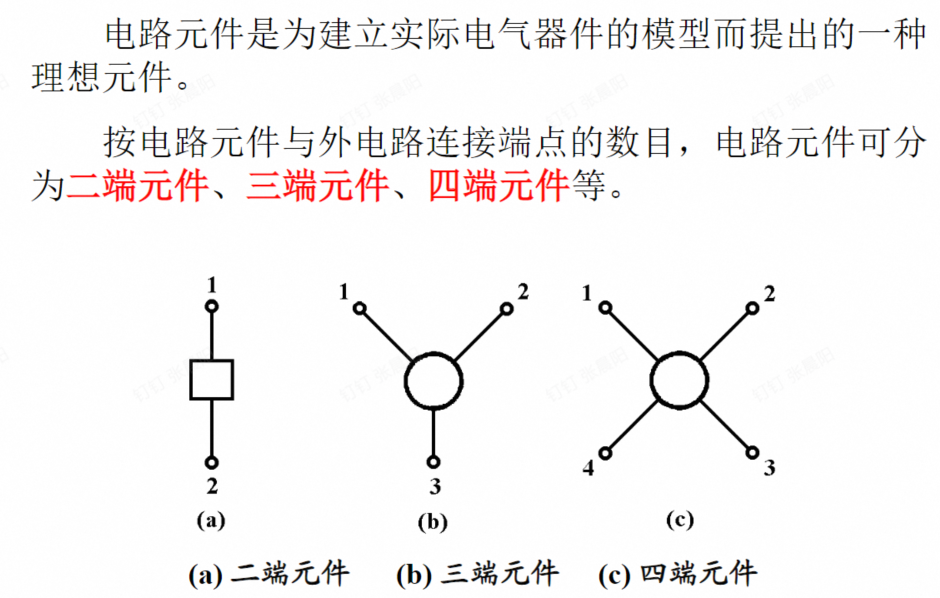 电路元件是为建立实际电气器件的模型而提出的一种
理想元件。
按电路元件与外电路连接端点的数目，电路元件可分
为二端元件、三端元件、四端元件等。
1
2
(a)
1 2
3
(b)
1 2
4 3
(c)
(a) 二端元件 (b) 三端元件 (c) 四端元件